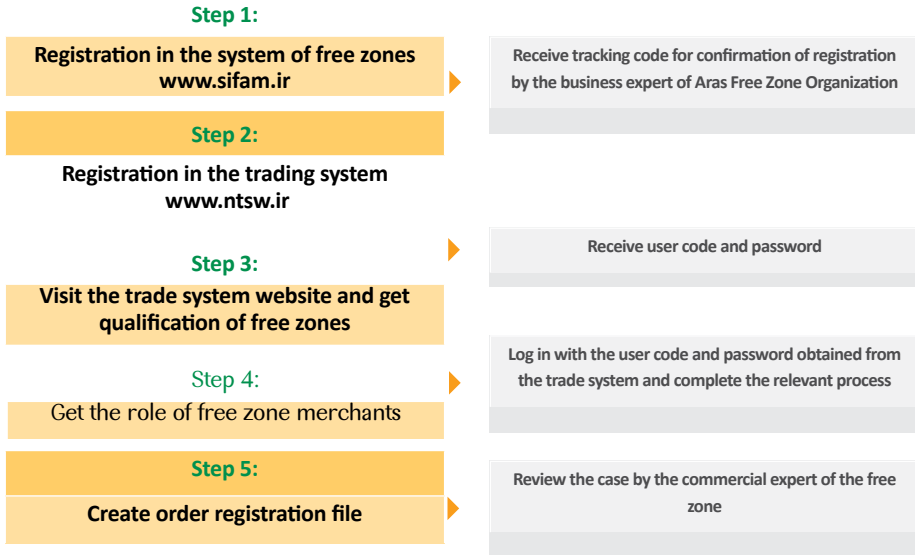 Step 1:
Registration in the system of free zones
www.sifam.ir
Receive tracking code for confirmation of registration
by the business expert of Aras Free Zone Organization
Step 2:
Registration in the trading system
www.ntsw.ir
Receive user code and password
Step 3:
Visit the trade system website and get
qualification of free zones
Log in with the user code and password obtained from
the trade system and complete the relevant process
Step 4:
Get the role of free zone merchants
Step 5:
Create order registration file
Review the case by the commercial expert of the free
zone